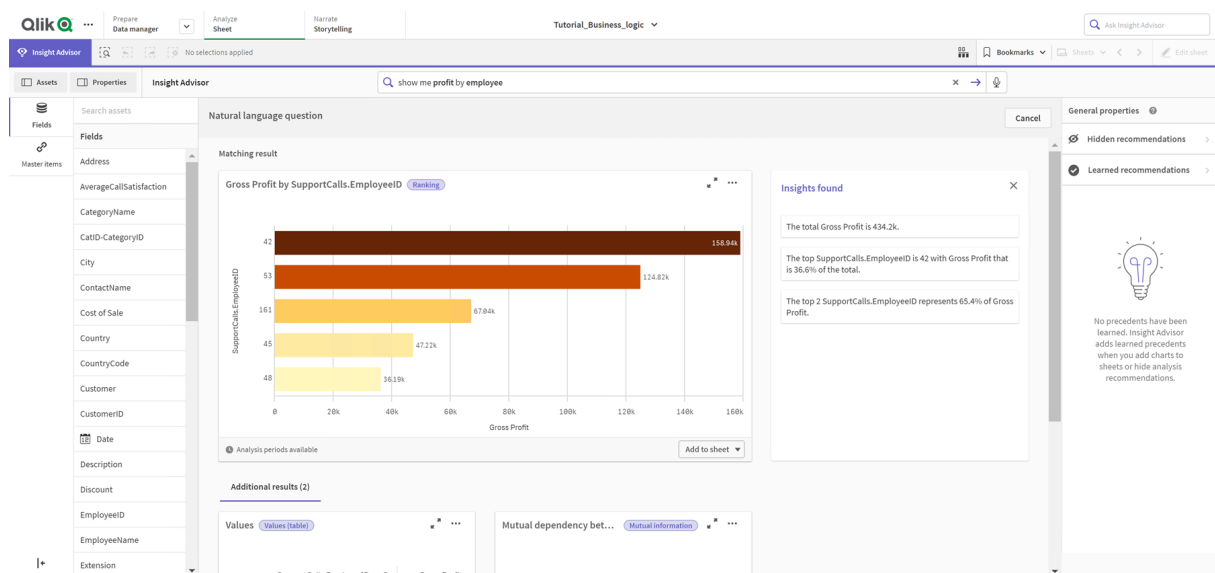 Qlik
Prepare
Data manager
Analyze
Sheet
Narrate
Storytelling
Tutorial_Business_logic
Ask Insight Advisor
Insight Advisor
No selections applied
Bookmarks
Sheets
Edit sheet
Assets
Properties
Insight Advisor
show me profit by employee
Fields
Master items
Search assets
Fields
Address
AverageCallSatisfaction
CategoryName
CatID-CategoryID
City
ContactName
Cost of Sale
Country
CountryCode
Customer
CustomerID
Date
Description
Discount
EmployeeID
EmployeeName
Extension
Natural language question
Cancel
Matching result
Gross Profit by SupportCalls.EmployeeID
Ranking
SupportCalls.EmployeeID
42
158.94k
53
124.82k
161
67.04k
45
47.22k
48
36.19k
0 20k 40k 60k 80k 100k 120k 140k 160k
Gross Profit
Analysis periods available
Add to sheet
Insights found
The total Gross Profit is 434.2k.
The top SupportCalls.EmployeeID is 42 with Gross Profit that
is 36.6% of the total.
The top 2 SupportCalls.EmployeeID represents 65.4% of Gross
Profit.
Additional results (2)
Values
Values (table)
Mutual dependency bet...
Mutual information
General properties
Hidden recommendations
Learned recommendations
No precedents have been
learned. Insight Advisor
adds learned precedents
when you add charts to
sheets or hide analysis
recommendations.